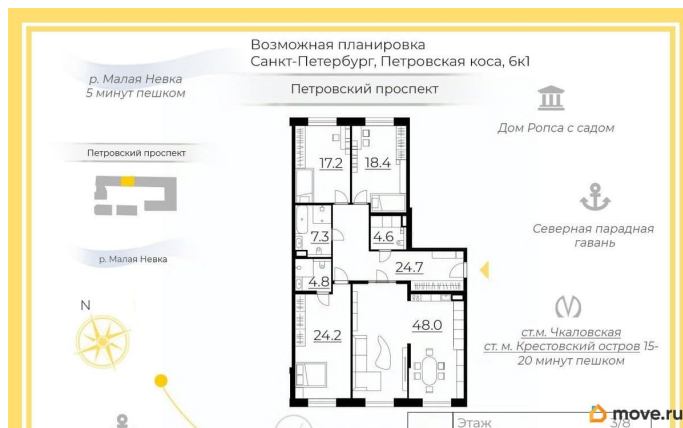 Возможная планировка
Санкт-Петербург, Петровская коса, 6к1
р. Малая Невка
5 минут пешком
Петровский проспект
Дом Ропса с садом
Петровский проспект
17.2
18.4
7.3
4.6
Северная парадная
гавань
р. Малая Невка
24.7
4.8
N
24.2
48.0
ст.м. Чкаловская
ст. м. Крестовский остров 15-
20 минут пешком
Этаж
3/8
move.ru